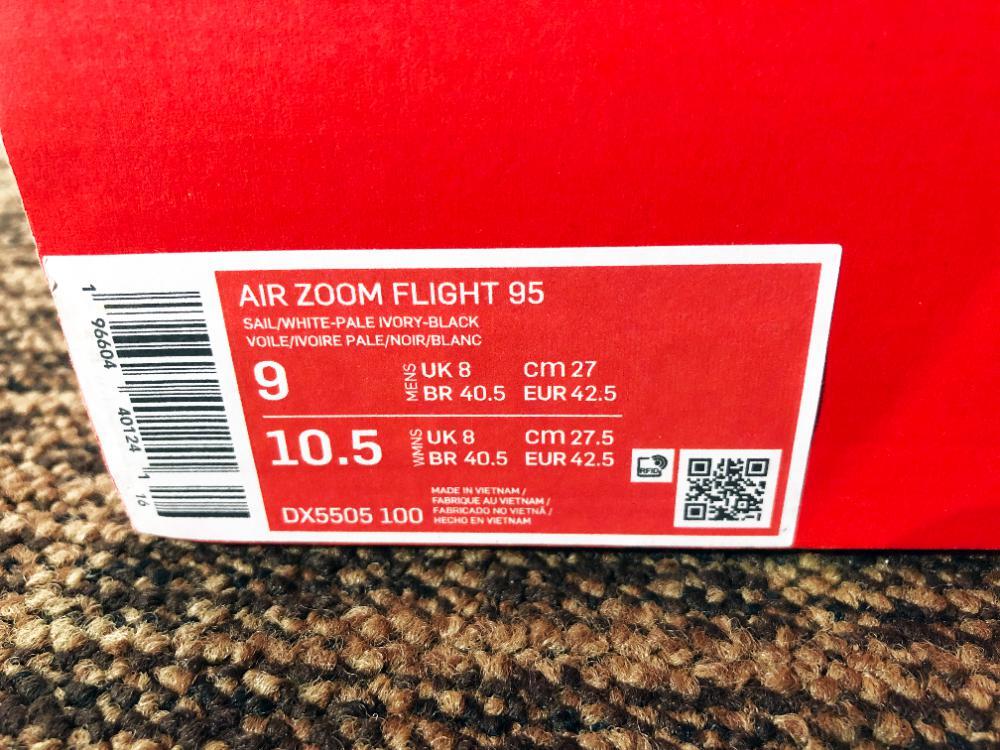 AIR ZOOM FLIGHT 95
SAIL/WHITE-PALE IVORY-BLACK
VOILE/IVOIRE PALE/NOIR/BLANC
9 MENS UK 8 cm 27
BR 40.5 EUR 42.5
10.5 WMNS UK 8 cm 27.5
BR 40.5 EUR 42.5
RFID
DX5505 100
MADE IN VIETNAM /
FABRIQUE AU VIETNAM /
FABRICADO NO VIETNÃ /
HECHO EN VIETNAM
1 96604 40124 1 16